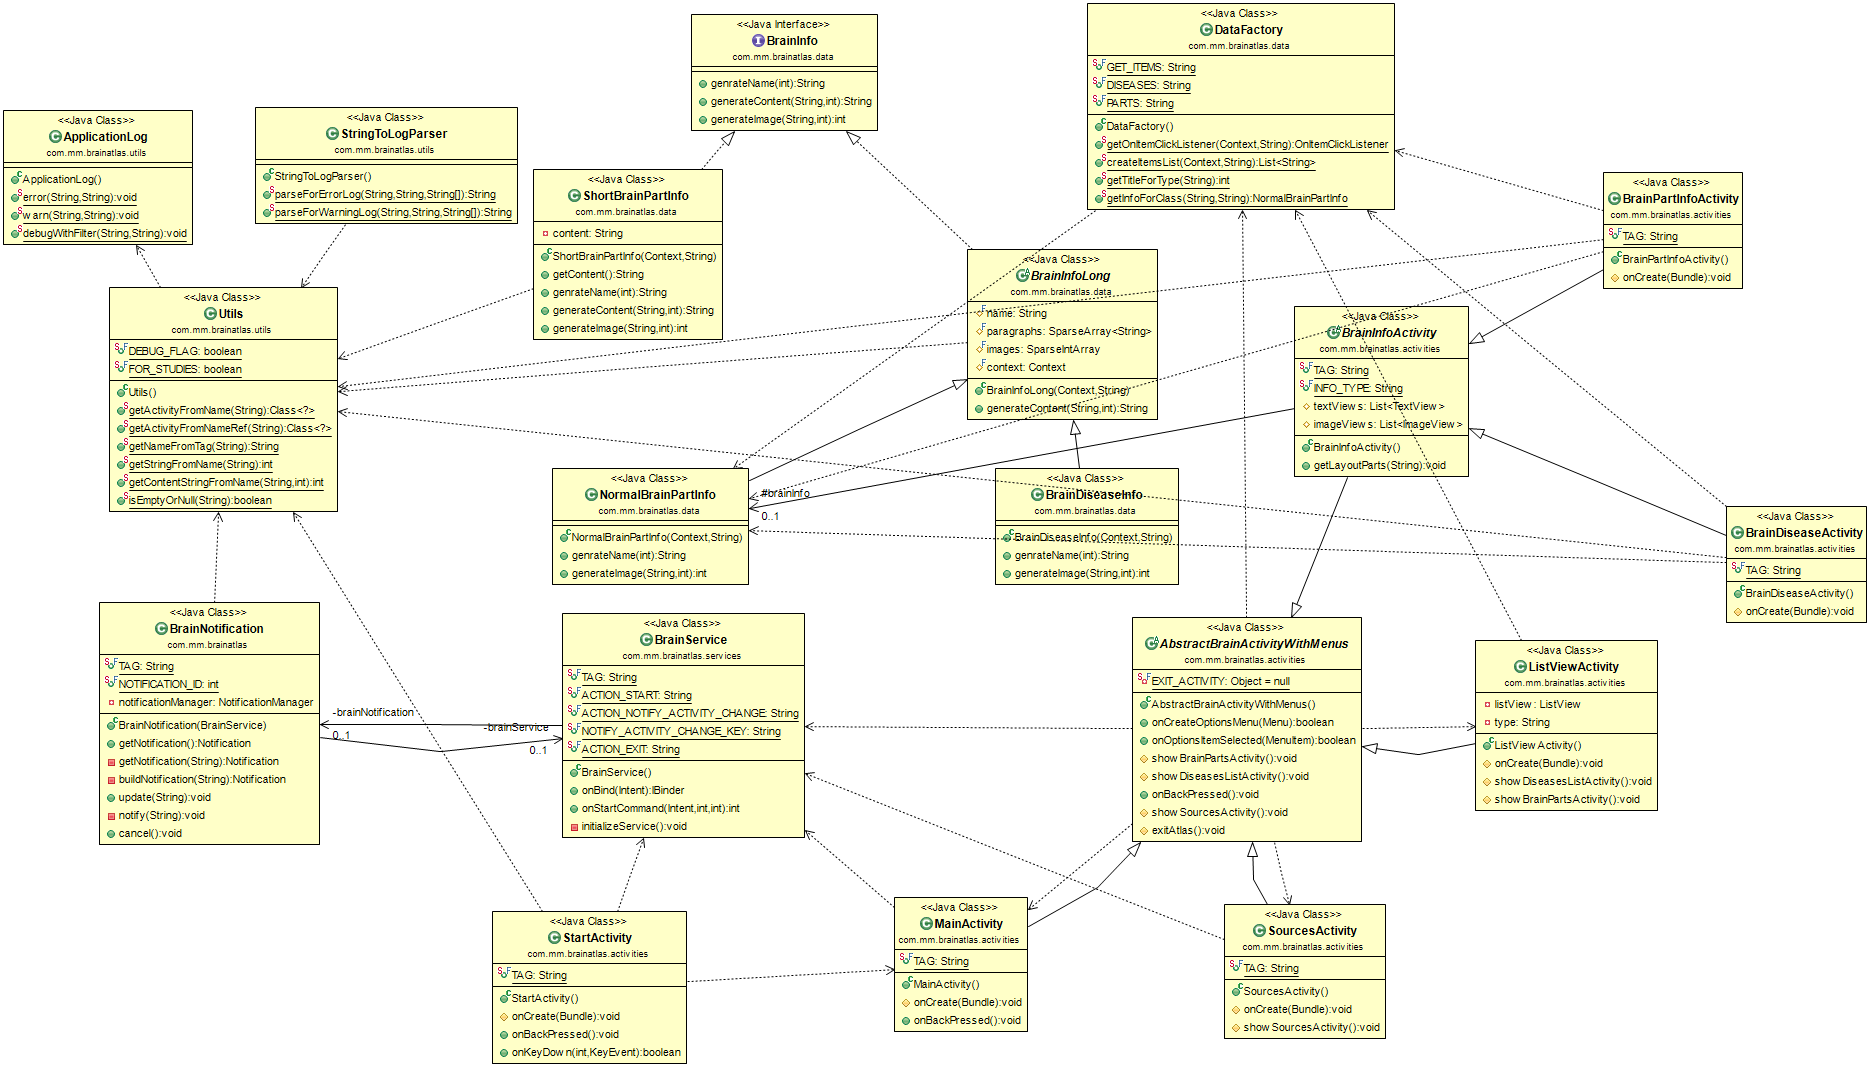 <<Java Interface>>
BrainInfo
com.mm.brainatlas.data
genrateName(int):String
generateContent(String,int):String
generateImage(String,int):int
<<Java Class>>
DataFactory
com.mm.brainatlas.data
GET_ITEMS: String
DISEASES: String
PARTS: String
DataFactory()
getOnItemClickListener(Context,String):OnItemClickListener
createItemsList(Context,String):List<String>
getTitleForType(String):int
getInfoForClass(String,String):NormalBrainPartInfo
<<Java Class>>
ApplicationLog
com.mm.brainatlas.utils
ApplicationLog()
error(String,String):void
warn(String,String):void
debugWithFilter(String,String):void
<<Java Class>>
StringToLogParser
com.mm.brainatlas.utils
StringToLogParser()
parseForErrorLog(String,String,String[]):String
parseForWarningLog(String,String,String[]):String
<<Java Class>>
ShortBrainPartInfo
com.mm.brainatlas.data
content: String
ShortBrainPartInfo(Context,String)
getContent():String
genrateName(int):String
generateContent(String,int):String
generateImage(String,int):int
<<Java Class>>
BrainPartInfoActivity
com.mm.brainatlas.activities
TAG: String
BrainPartInfoActivity()
onCreate(Bundle):void
<<Java Class>>
BrainInfoLong
com.mm.brainatlas.data
name: String
paragraphs: SparseArray<String>
images: SparseIntArray
context: Context
BrainInfoLong(Context,String)
generateContent(String,int):String
<<Java Class>>
Utils
com.mm.brainatlas.utils
DEBUG_FLAG: boolean
FOR_STUDIES: boolean
Utils()
getActivityFromName(String):Class<?>
getActivityFromNameRef(String):Class<?>
getNameFromTag(String):String
getStringFromName(String):int
getContentStringFromName(String,int):int
isEmptyOrNull(String):boolean
<<Java Class>>
BrainInfoActivity
com.mm.brainatlas.activities
TAG: String
INFO_TYPE: String
textViews: List<TextView>
imageViews: List<ImageView>
BrainInfoActivity()
getLayoutParts(String):void
<<Java Class>>
NormalBrainPartInfo
com.mm.brainatlas.data
NormalBrainPartInfo(Context,String)
genrateName(int):String
generateImage(String,int):int
#brainInfo
0..1
<<Java Class>>
BrainDiseaseInfo
com.mm.brainatlas.data
BrainDiseaseInfo(Context,String)
genrateName(int):String
generateImage(String,int):int
<<Java Class>>
BrainDiseaseActivity
com.mm.brainatlas.activities
TAG: String
BrainDiseaseActivity()
onCreate(Bundle):void
<<Java Class>>
BrainNotification
com.mm.brainatlas
TAG: String
NOTIFICATION_ID: int
notificationManager: NotificationManager
BrainNotification(BrainService)
getNotification():Notification
getNotification(String):Notification
buildNotification(String):Notification
update(String):void
notify(String):void
cancel():void
-brainNotification
0..1
-brainService
0..1
<<Java Class>>
BrainService
com.mm.brainatlas.services
TAG: String
ACTION_START: String
ACTION_NOTIFY_ACTIVITY_CHANGE: String
NOTIFY_ACTIVITY_CHANGE_KEY: String
ACTION_EXIT: String
BrainService()
onBind(Intent):IBinder
onStartCommand(Intent,int,int):int
initializeService():void
<<Java Class>>
AbstractBrainActivityWithMenus
com.mm.brainatlas.activities
EXIT_ACTIVITY: Object = null
AbstractBrainActivityWithMenus()
onCreateOptionsMenu(Menu):boolean
onOptionsItemSelected(MenuItem):boolean
showBrainPartsActivity():void
showDiseasesListActivity():void
onBackPressed():void
showSourcesActivity():void
exitAtlas():void
<<Java Class>>
ListViewActivity
com.mm.brainatlas.activities
listView: ListView
type: String
ListViewActivity()
onCreate(Bundle):void
showDiseasesListActivity():void
showBrainPartsActivity():void
<<Java Class>>
StartActivity
com.mm.brainatlas.activities
TAG: String
StartActivity()
onCreate(Bundle):void
onBackPressed():void
onKeyDown(int,KeyEvent):boolean
<<Java Class>>
MainActivity
com.mm.brainatlas.activities
TAG: String
MainActivity()
onCreate(Bundle):void
onBackPressed():void
<<Java Class>>
SourcesActivity
com.mm.brainatlas.activities
TAG: String
SourcesActivity()
onCreate(Bundle):void
showSourcesActivity():void